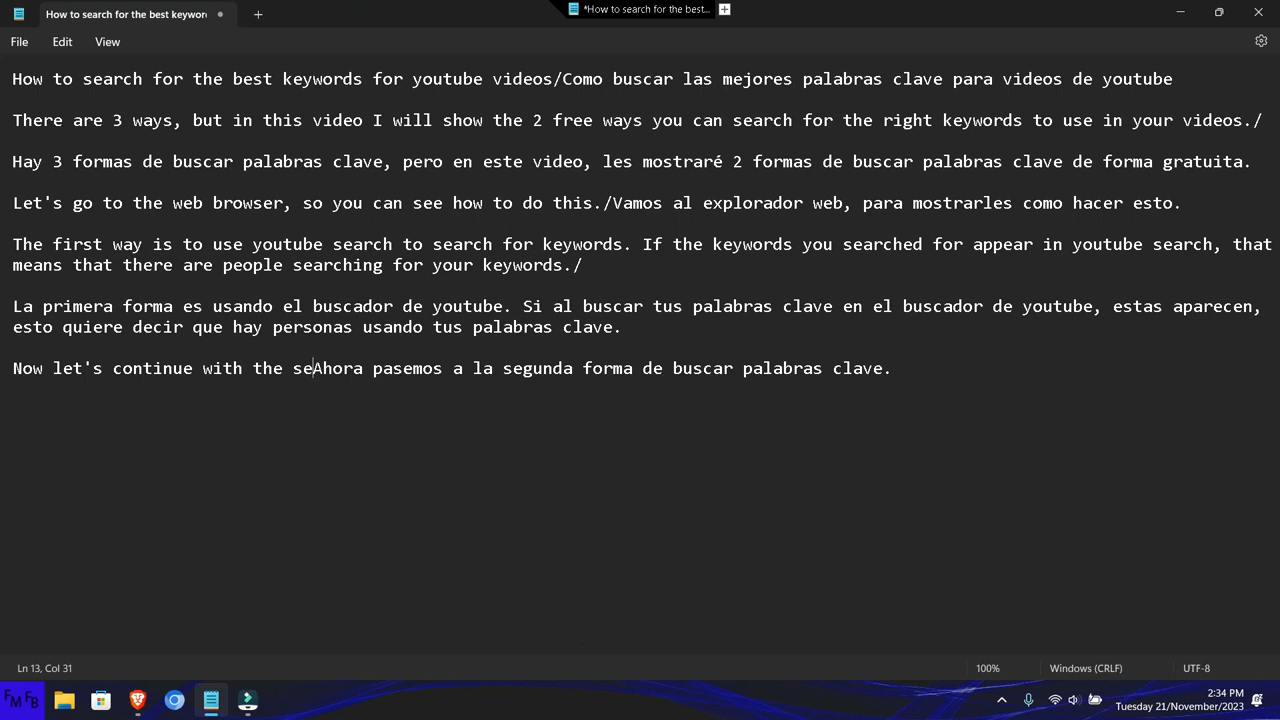 How to search for the best keywor
*How to search for the best...
File Edit View
How to search for the best keywords for youtube videos/Como buscar las mejores palabras clave para videos de youtube
There are 3 ways, but in this video I will show the 2 free ways you can search for the right keywords to use in your videos./
Hay 3 formas de buscar palabras clave, pero en este video, les mostraré 2 formas de buscar palabras clave de forma gratuita.
Let's go to the web browser, so you can see how to do this./Vamos al explorador web, para mostrarles como hacer esto.
The first way is to use youtube search to search for keywords. If the keywords you searched for appear in youtube search, that
means that there are people searching for your keywords./
La primera forma es usando el buscador de youtube. Si al buscar tus palabras clave en el buscador de youtube, estas aparecen,
esto quiere decir que hay personas usando tus palabras clave.
Now let's continue with the seAhora pasemos a la segunda forma de buscar palabras clave.
Ln 13, Col 31 100% Windows (CRLF) UTF-8
FM FB
2:34 PM
Tuesday 21/November/2023